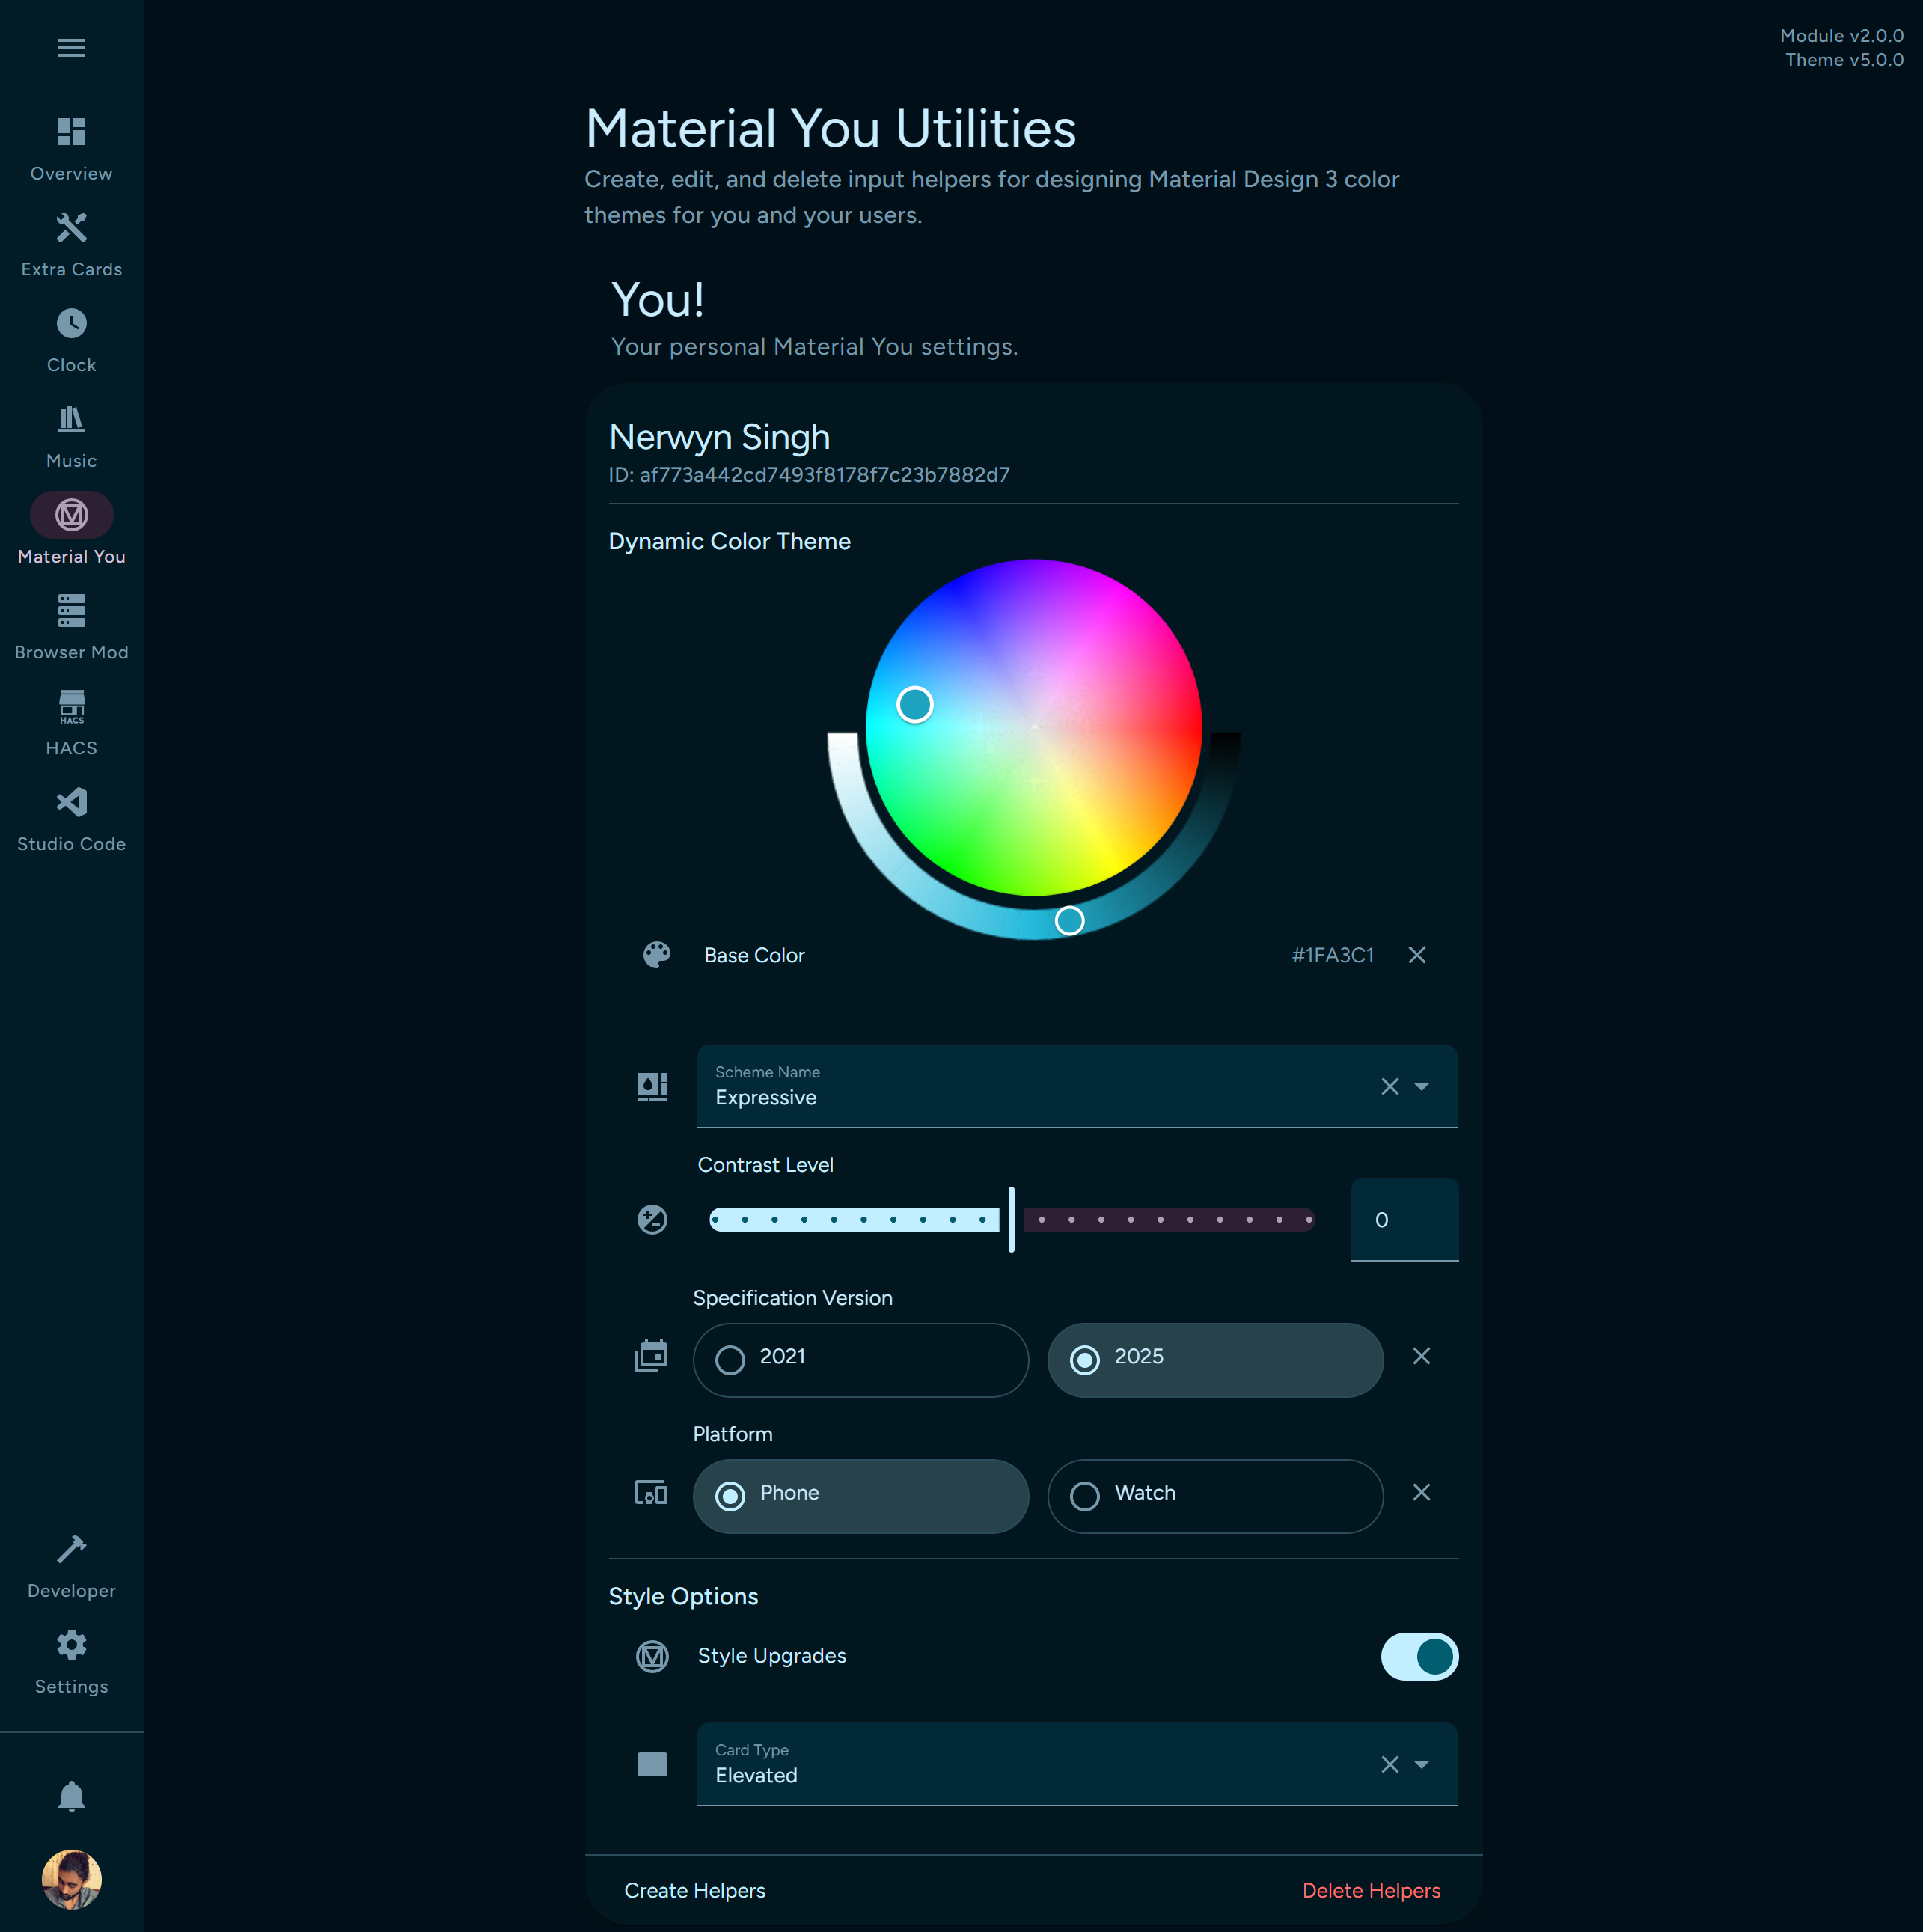 Module v2.0.0
Theme v5.0.0
Overview
Extra Cards
Clock
Music
Material You
Browser Mod
HACS
HACS
Studio Code
Developer
Settings
Material You Utilities
Create, edit, and delete input helpers for designing Material Design 3 color
themes for you and your users.
You!
Your personal Material You settings.
Nerwyn Singh
ID: af773a442cd7493f8178f7c23b7882d7
Dynamic Color Theme
Base Color
#1FA3C1
Scheme Name
Expressive
Contrast Level
0
Specification Version
2021
2025
Platform
Phone
Watch
Style Options
Style Upgrades
Card Type
Elevated
Create Helpers
Delete Helpers